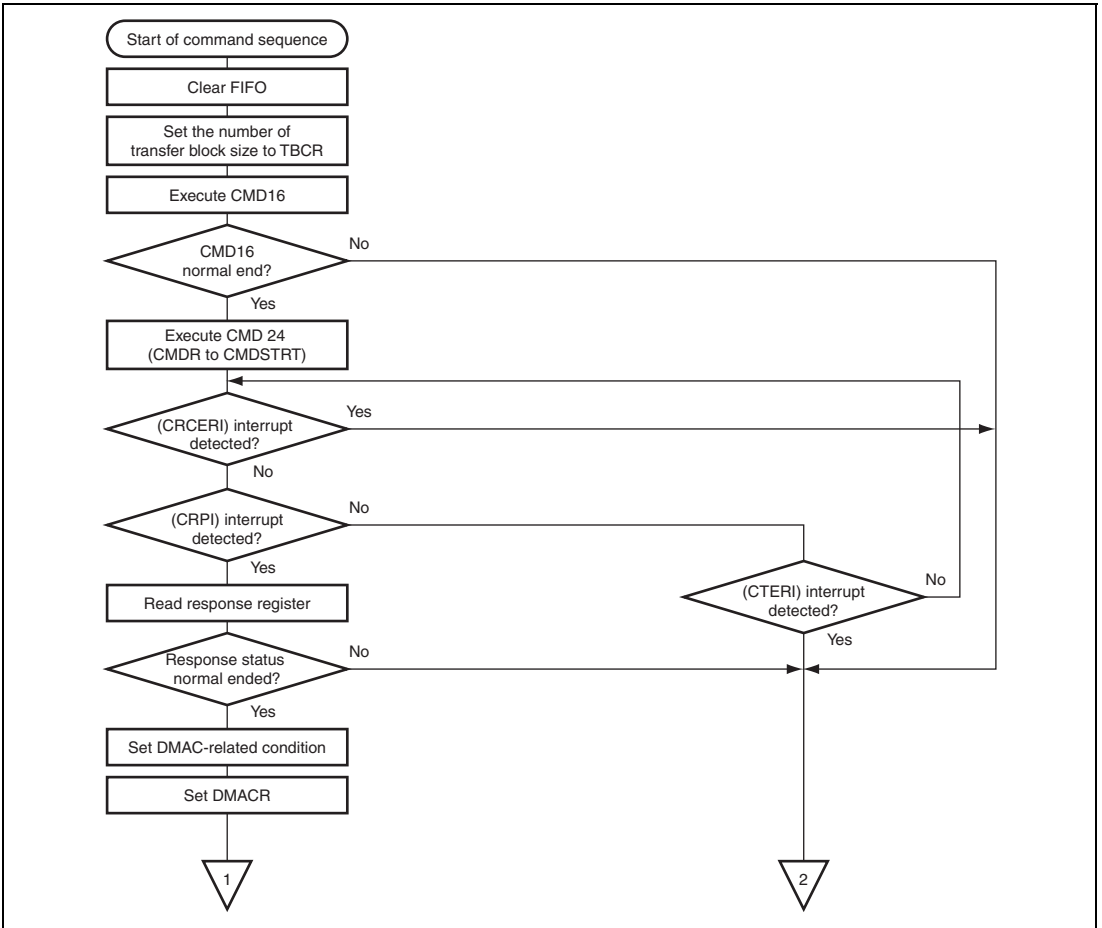 Start of command sequence
Clear FIFO
Set the number of
transfer block size to TBCR
Execute CMD16
CMD16
normal end?
No
Yes
Execute CMD 24
(CMDR to CMDSTRT)
(CRCERI) interrupt
detected?
Yes
No
(CRPI) interrupt
detected?
No
Yes
(CTERI) interrupt
detected?
No
Yes
Read response register
Response status
normal ended?
No
Yes
Set DMAC-related condition
Set DMACR
1
2